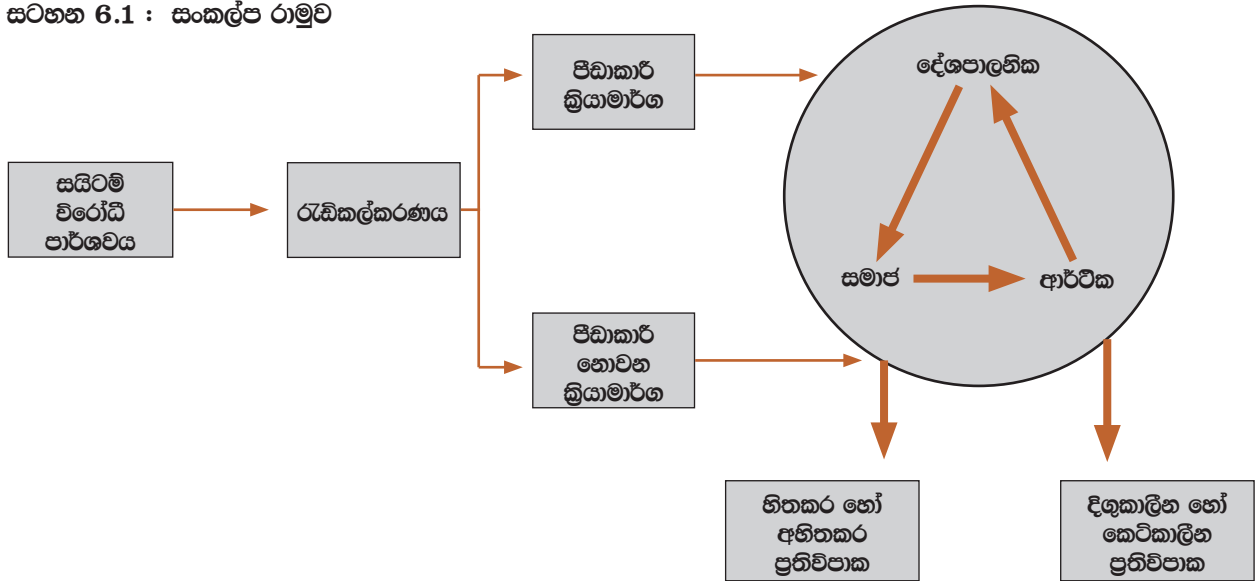 සටහන 6.1 : සංකල්ප රාමුව
සයිටම්
විරෝධී
පාර්ශවය
රැඩිකල්කරණය
පීඩාකාරී
ක්‍රියාමාර්ග
පීඩාකාරී
නොවන
ක්‍රියාමාර්ග
දේශපාලනික
සමාජ
ආර්ථික
හිතකර හෝ
අහිතකර
ප්‍රතිවිපාක
දිගුකාලීන හෝ
කෙටිකාලීන
ප්‍රතිවිපාක